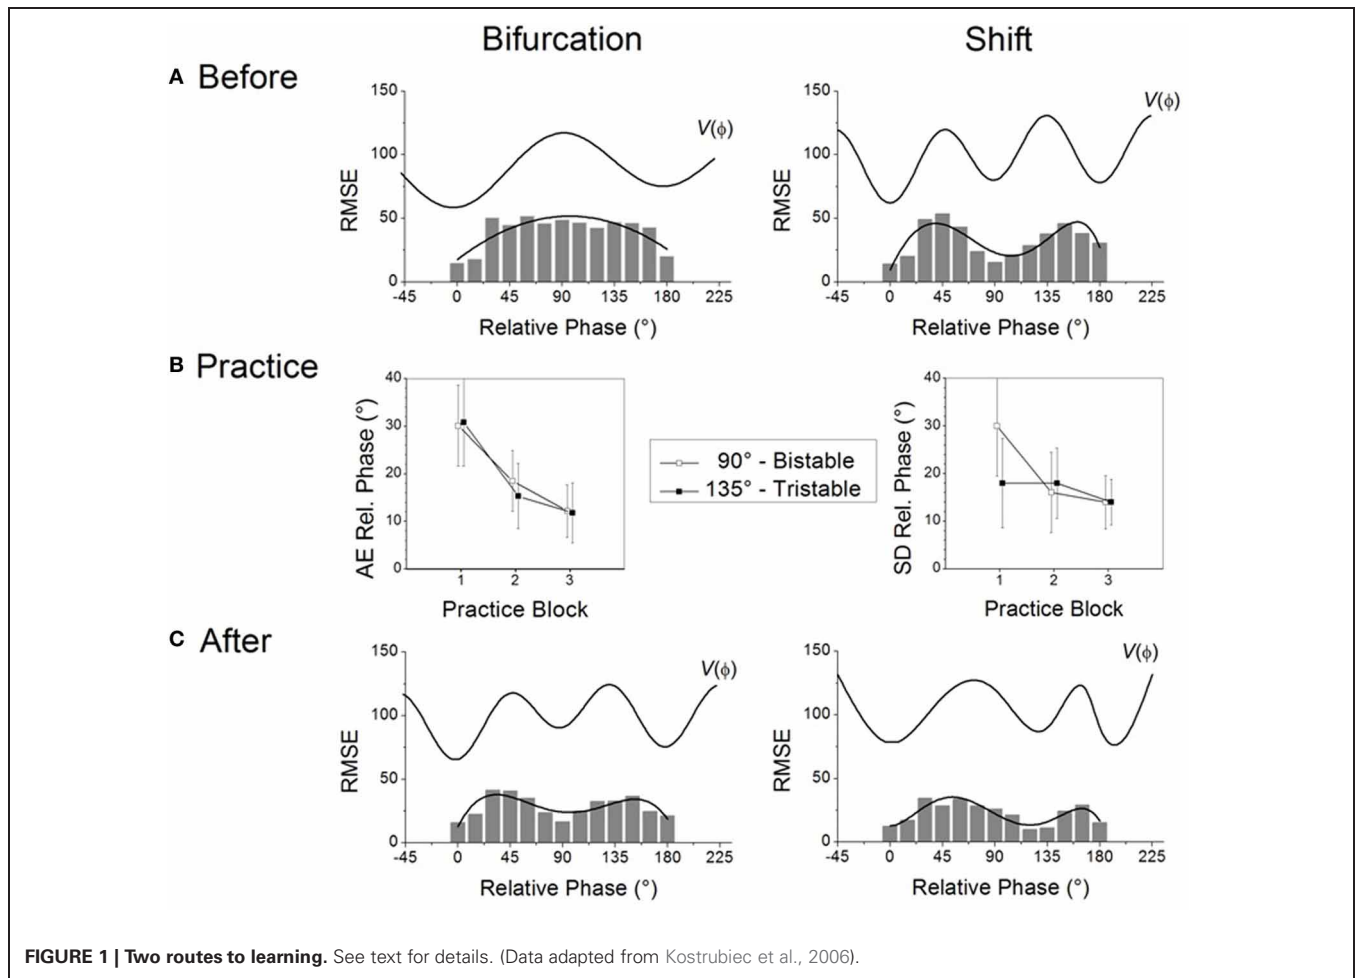 Bifurcation
Shift
A Before
150
100
50
0
RMSE
V(ϕ)
-45 0 45 90 135 180 225
Relative Phase (°)
150
100
50
0
RMSE
V(ϕ)
-45 0 45 90 135 180 225
Relative Phase (°)
B Practice
40
30
20
10
0
AE Rel. Phase (°)
1 2 3
Practice Block
90° - Bistable
135° - Tristable
40
30
20
10
0
SD Rel. Phase (°)
1 2 3
Practice Block
C After
150
100
50
0
RMSE
V(ϕ)
-45 0 45 90 135 180 225
Relative Phase (°)
150
100
50
0
RMSE
V(ϕ)
-45 0 45 90 135 180 225
Relative Phase (°)
FIGURE 1 | Two routes to learning. See text for details. (Data adapted from Kostrubiec et al., 2006).